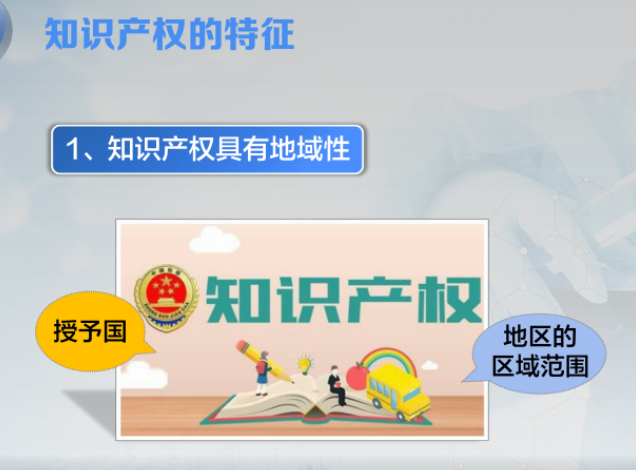 知识产权的特征
1、知识产权具有地域性
知识产权
授予国
地区的
区域范围